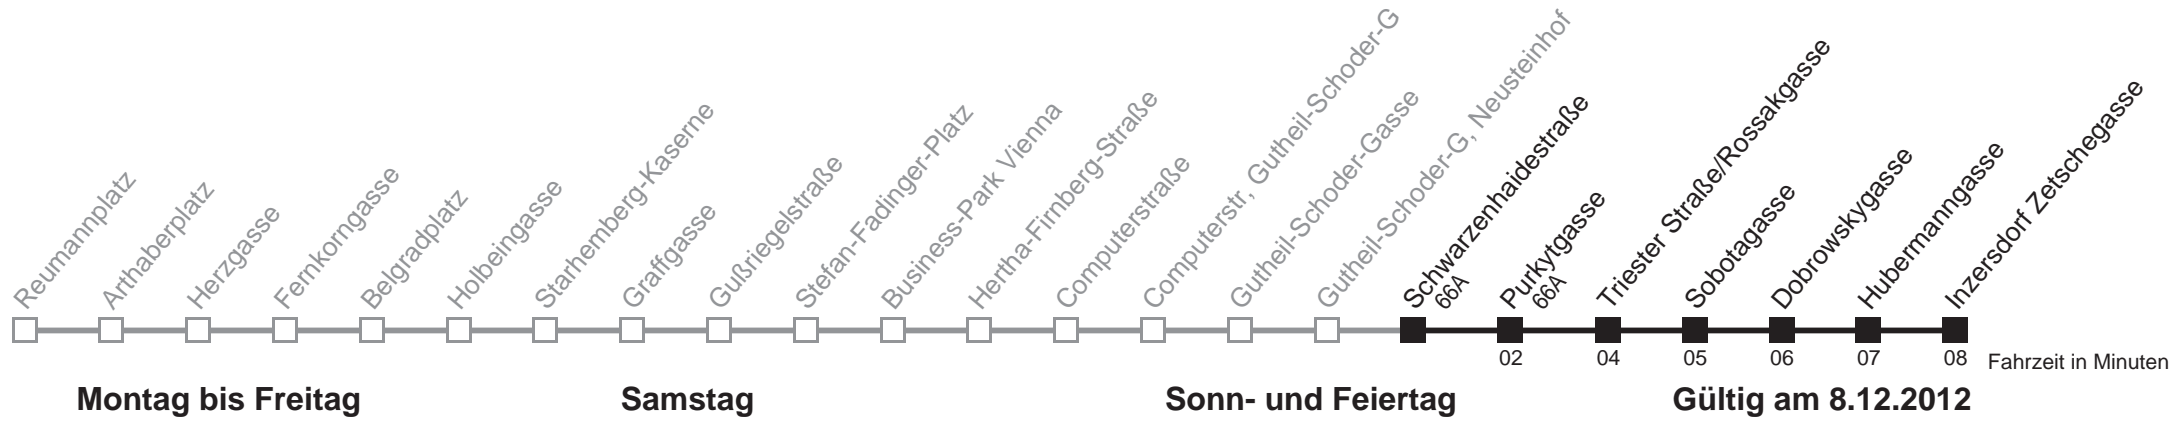 Reumannplatz
Arthaberplatz
Herzgasse
Fernkorngasse
Belgradplatz
Holbeingasse
Starhemberg-Kaserne
Graffgasse
Gußriegelstraße
Stefan-Fadinger-Platz
Business-Park Vienna
Hertha-Firnberg-Straße
Computerstraße
Computerstr, Gutheil-Schoder-G
Gutheil-Schoder-Gasse
Gutheil-Schoder-G, Neusteinhof
Schwarzenhaidestraße
66A
Purkytgasse
66A
Triester Straße/Rossakgasse
Sobotagasse
Dobrowskygasse
Hubermanngasse
Inzersdorf Zetschegasse
02 04 05 06 07 08 Fahrzeit in Minuten
Montag bis Freitag Samstag Sonn- und Feiertag Gültig am 8.12.2012